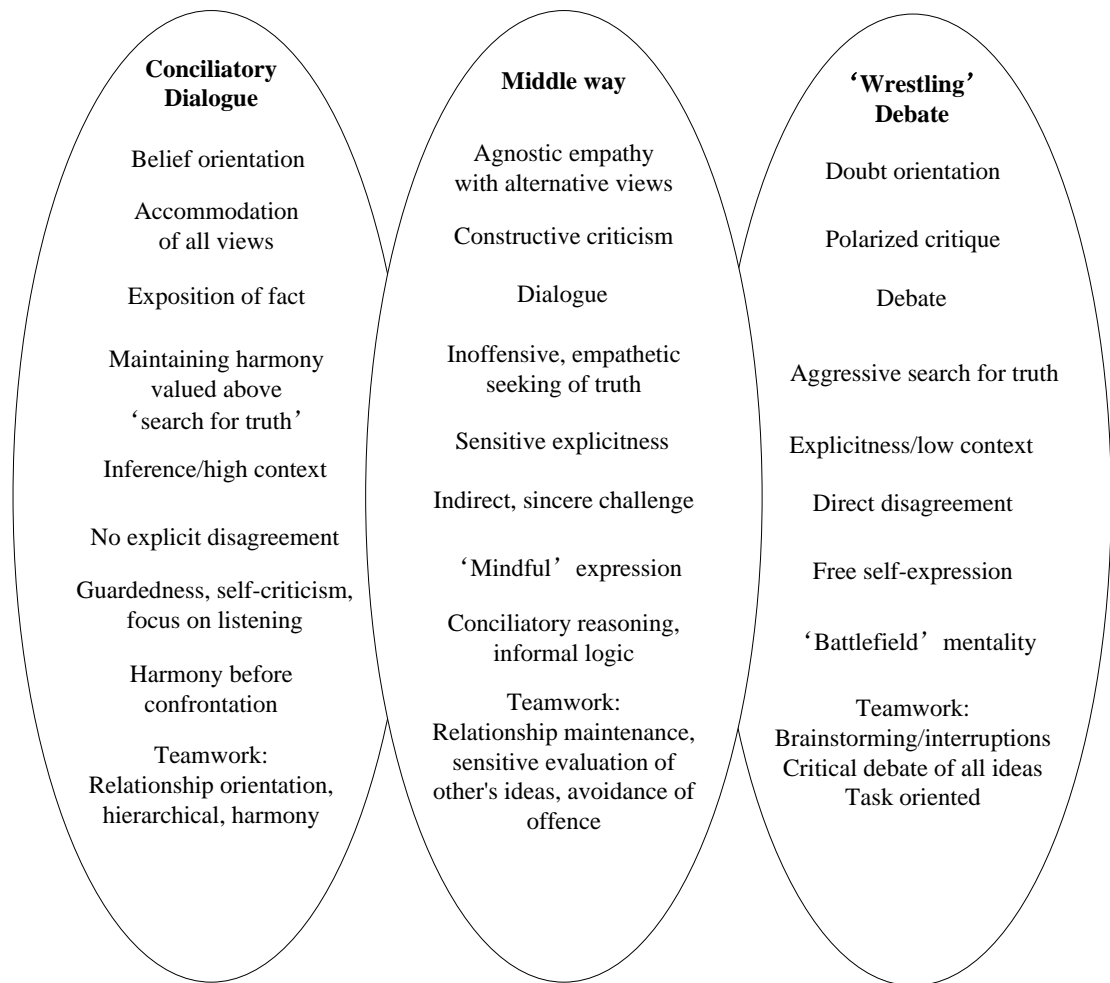 Conciliatory
Dialogue
Belief orientation
Accommodation
of all views
Exposition of fact
Maintaining harmony
valued above
‘search for truth’
Inference/high context
No explicit disagreement
Guardedness, self-criticism,
focus on listening
Harmony before
confrontation
Teamwork:
Relationship orientation,
hierarchical, harmony
Middle way
Agnostic empathy
with alternative views
Constructive criticism
Dialogue
Inoffensive, empathetic
seeking of truth
Sensitive explicitness
Indirect, sincere challenge
‘Mindful’ expression
Conciliatory reasoning,
informal logic
Teamwork:
Relationship maintenance,
sensitive evaluation of
other's ideas, avoidance of
offence
‘Wrestling’
Debate
Doubt orientation
Polarized critique
Debate
Aggressive search for truth
Explicitness/low context
Direct disagreement
Free self-expression
‘Battlefield’ mentality
Teamwork:
Brainstorming/interruptions
Critical debate of all ideas
Task oriented